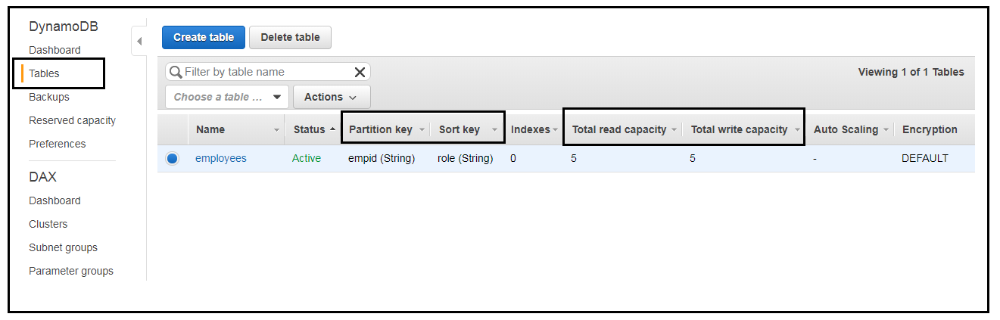 DynamoDB
Dashboard
Tables
Backups
Reserved capacity
Preferences
DAX
Dashboard
Clusters
Subnet groups
Parameter groups
Create table Delete table
Filter by table name
Viewing 1 of 1 Tables
Choose a table ... Actions
Name Status Partition key Sort key Indexes Total read capacity Total write capacity Auto Scaling Encryption
employees Active empid (String) role (String) 0 5 5 - DEFAULT